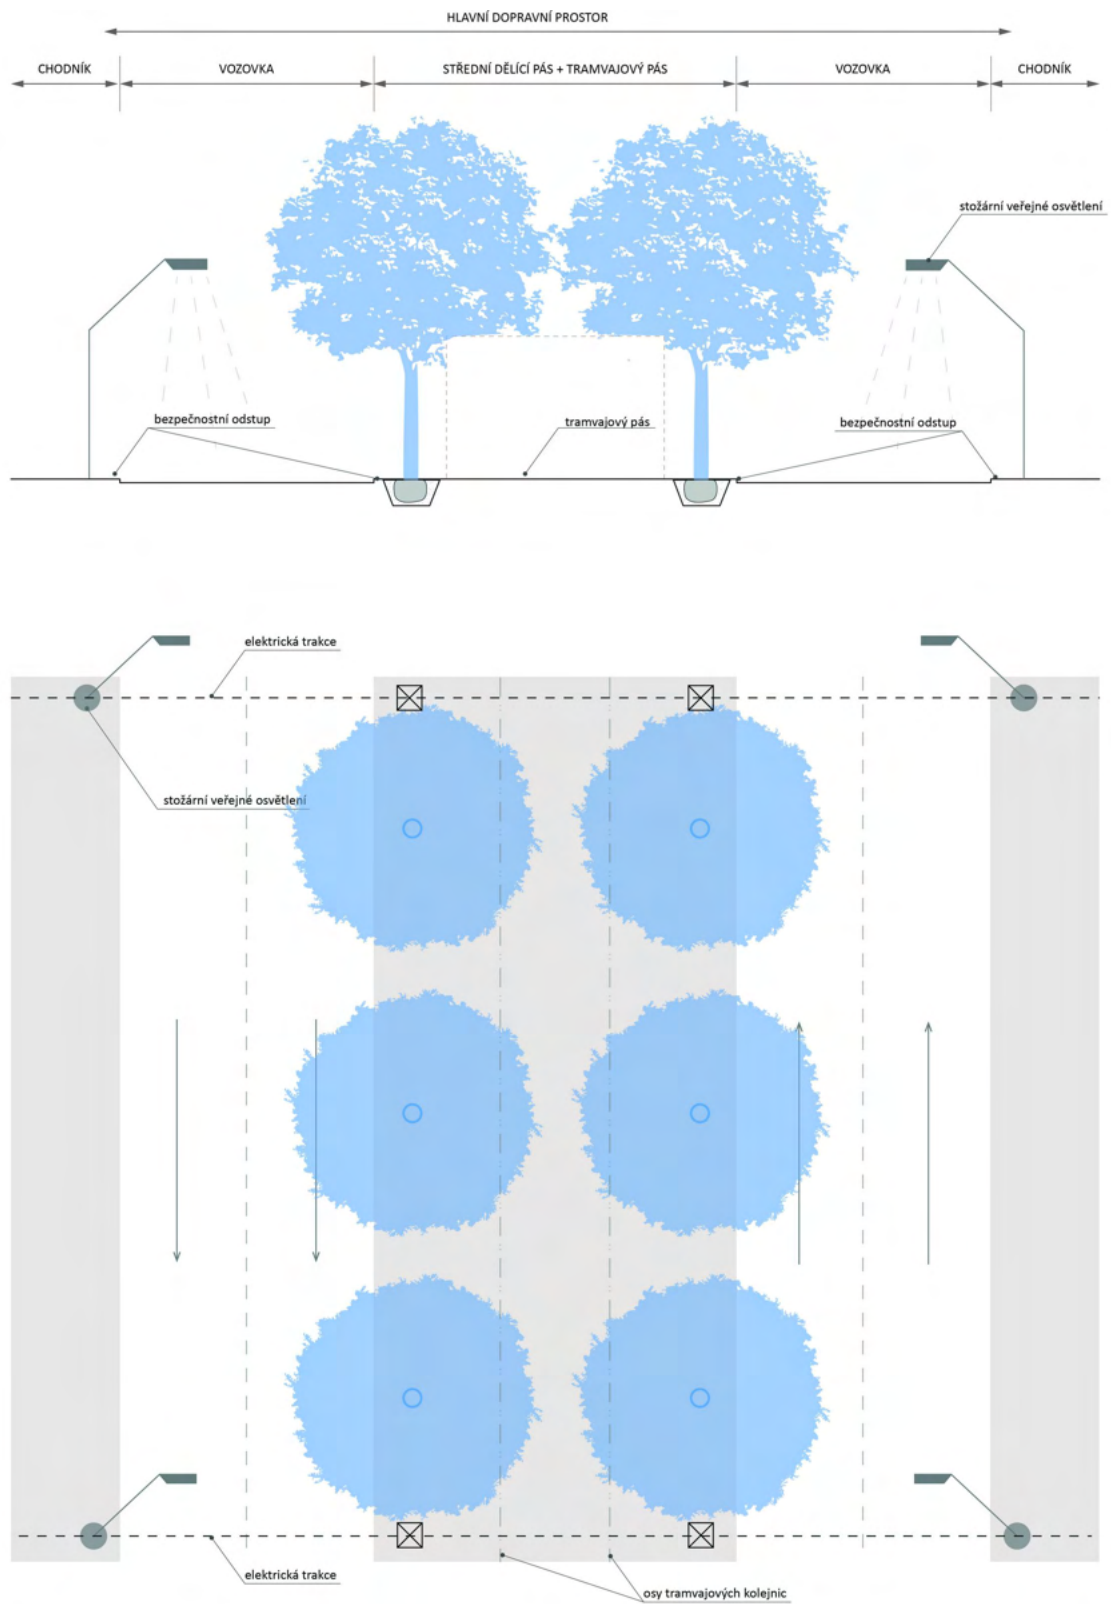 HLAVNÍ DOPRAVNÍ PROSTOR
CHODNÍK
VOZOVKA
STŘEDNÍ DĚLÍCÍ PÁS + TRAMVAJOVÝ PÁS
VOZOVKA
CHODNÍK
stožární veřejné osvětlení
bezpečnostní odstup
tramvajový pás
bezpečnostní odstup
elektrická trakce
stožární veřejné osvětlení
elektrická trakce
osy tramvajových kolejnic